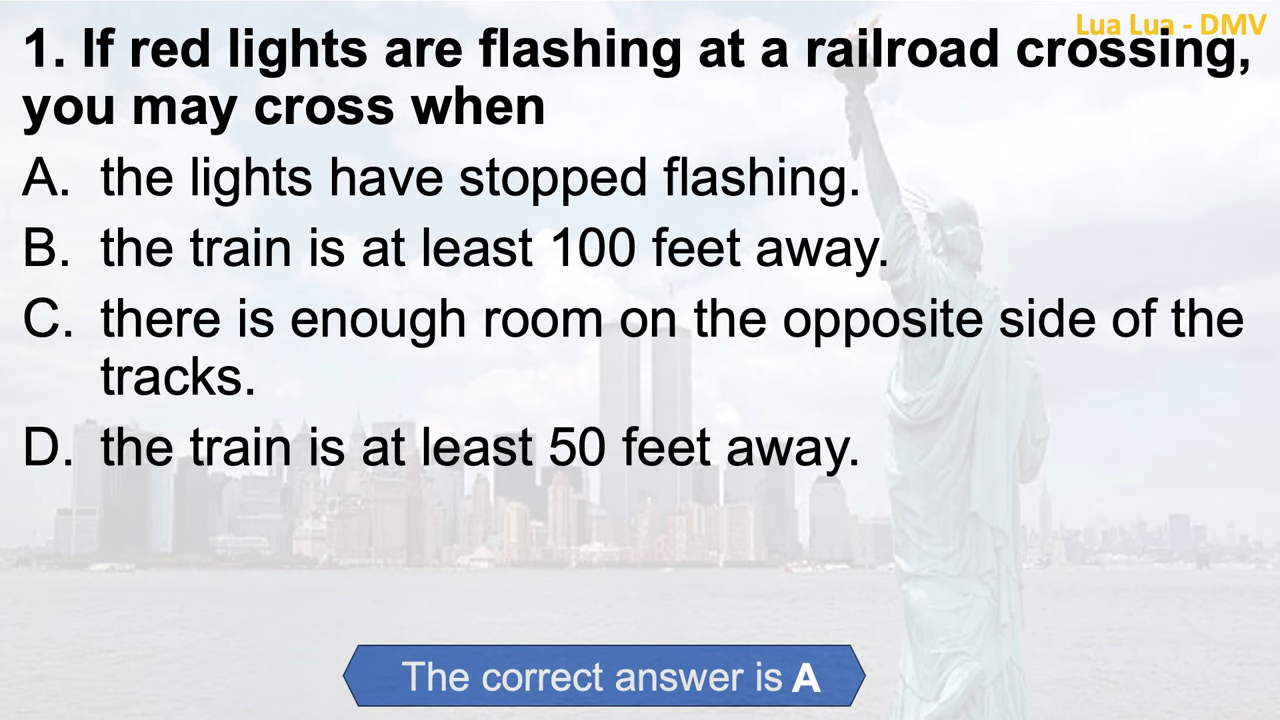 Lua Lua - DMV
1. If red lights are flashing at a railroad crossing,
you may cross when
A. the lights have stopped flashing.
B. the train is at least 100 feet away.
C. there is enough room on the opposite side of the
tracks.
D. the train is at least 50 feet away.
The correct answer is A